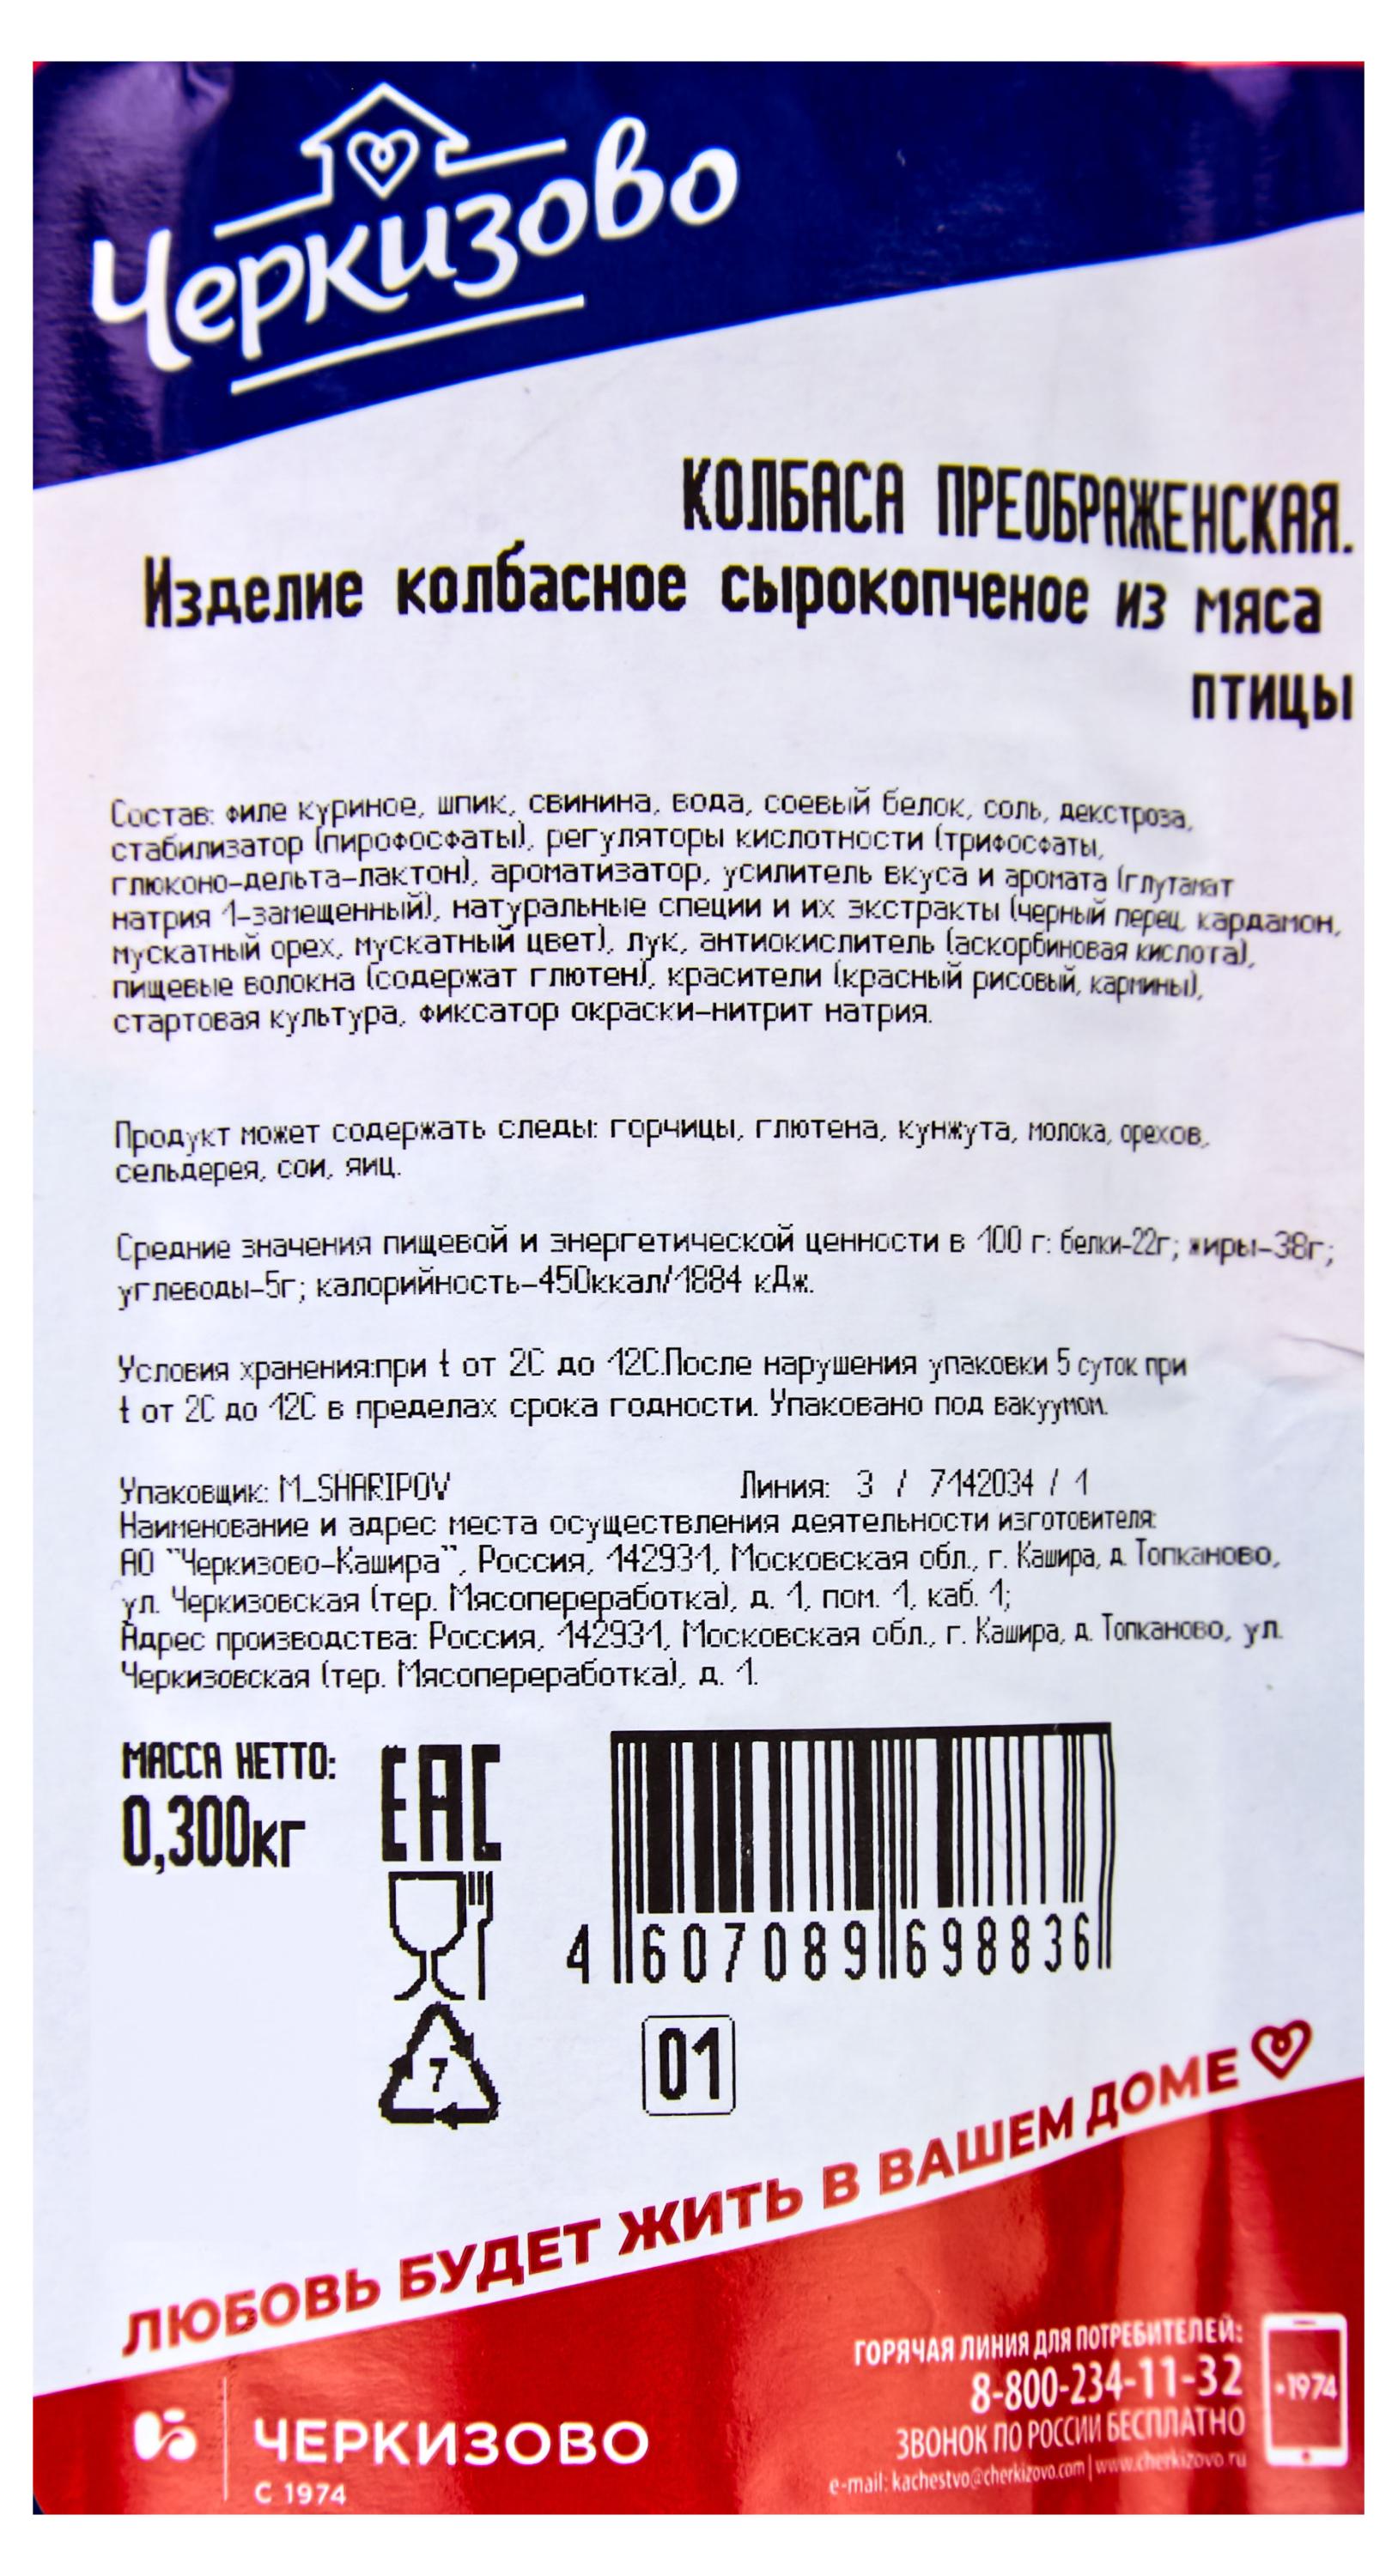 Черкизово
КОЛБАСА ПРЕОБРАЖЕНСКАЯ.
Изделие колбасное сырокопченое из мяса
птицы
Состав: филе куриное, шпик, свинина, вода, соевый белок, соль, декстроза,
стабилизатор (пирофосфаты), регуляторы кислотности (трифосфаты,
глюконо-дельта-лактон), ароматизатор, усилитель вкуса и аромата (глутамат
натрия 1-замещенный), натуральные специи и их экстракты (черный перец, кардамон,
мускатный орех, мускатный цвет), лук, антиокислитель (аскорбиновая кислота),
пищевые волокна (содержат глютен), красители (красный рисовый, кармины),
стартовая культура, фиксатор окраски-нитрит натрия.
Продукт может содержать следы: горчицы, глютена, кунжута, молока, орехов,
сельдерея, сои, яиц.
Средние значения пищевой и энергетической ценности в 100 г: белки-22г; жиры-38г;
углеводы-5г; калорийность-450ккал/1884 кДж.
Условия хранения:при t от 2С до 12С.После нарушения упаковки 5 суток при
t от 2С до 12С в пределах срока годности. Упаковано под вакуумом.
Упаковщик: M_SHARIPOV Линия: 3 / 7142034 / 1
Наименование и адрес места осуществления деятельности изготовителя:
АО "Черкизово-Кашира", Россия, 142931, Московская обл., г. Кашира, д. Топканово,
ул. Черкизовская (тер. Мясопереработка), д. 1, пом. 1, каб. 1;
Адрес производства: Россия, 142931, Московская обл., г. Кашира, д. Топканово, ул.
Черкизовская (тер. Мясопереработка), д. 1.
МАССА НЕТТО:
0,300кг
ЕАС
4 607089 698836
7
01
ЛЮБОВЬ БУДЕТ ЖИТЬ В ВАШЕМ ДОМЕ
ГОРЯЧАЯ ЛИНИЯ ДЛЯ ПОТРЕБИТЕЛЕЙ:
8-800-234-11-32
*1974
ЗВОНОК ПО РОССИИ БЕСПЛАТНО
e-mail: kachestvo@cherkizovo.com | www.cherkizovo.ru
ЧЕРКИЗОВО
С 1974